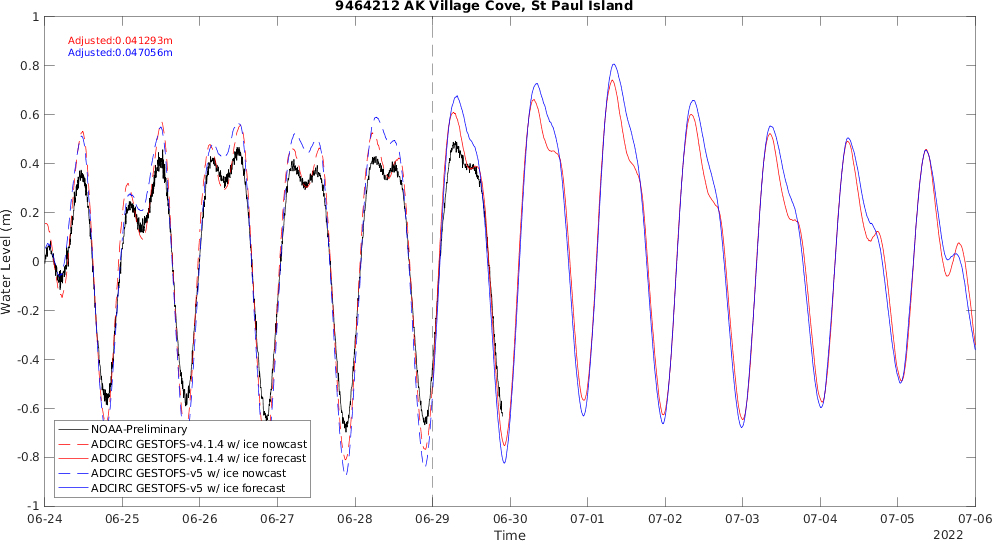 9464212 AK Village Cove, St Paul Island
Adjusted:0.041293m
Adjusted:0.047056m
Water Level (m)
1
0.8
0.6
0.4
0.2
0
-0.2
-0.4
-0.6
-0.8
-1
NOAA-Preliminary
ADCIRC GESTOFS-v4.1.4 w/ ice nowcast
ADCIRC GESTOFS-v4.1.4 w/ ice forecast
ADCIRC GESTOFS-v5 w/ ice nowcast
ADCIRC GESTOFS-v5 w/ ice forecast
06-24 06-25 06-26 06-27 06-28 06-29 06-30 07-01 07-02 07-03 07-04 07-05 07-06
Time
2022